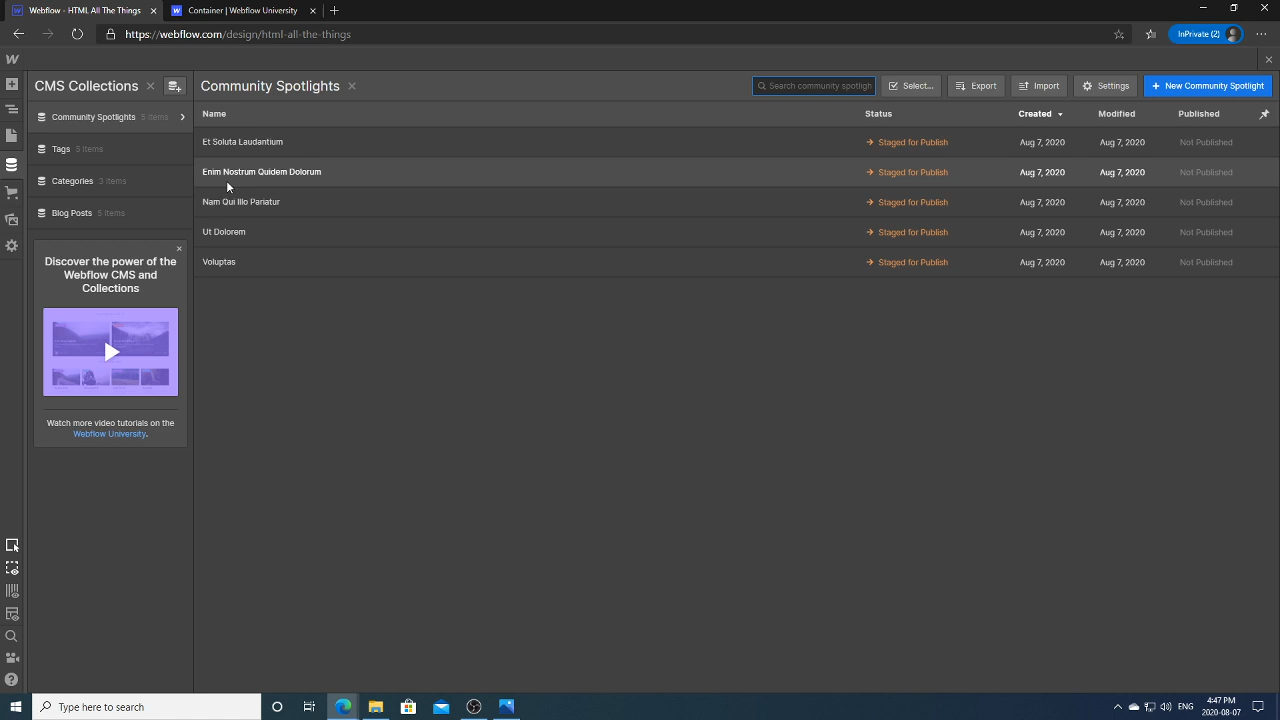 Webflow - HTML All The Things
Container | Webflow University
https://webflow.com/design/html-all-the-things
InPrivate (2)
CMS Collections
Community Spotlights
Search community spotligh
Select...
Export
Import
Settings
New Community Spotlight
Community Spotlights 5 items
Name Status Created Modified Published
Tags 5 items
Et Soluta Laudantium Staged for Publish Aug 7, 2020 Aug 7, 2020 Not Published
Categories 3 items
Enim Nostrum Quidem Dolorum Staged for Publish Aug 7, 2020 Aug 7, 2020 Not Published
Blog Posts 5 items
Nam Qui Illo Pariatur Staged for Publish Aug 7, 2020 Aug 7, 2020 Not Published
Ut Dolorem Staged for Publish Aug 7, 2020 Aug 7, 2020 Not Published
Voluptas Staged for Publish Aug 7, 2020 Aug 7, 2020 Not Published
Discover the power of the
Webflow CMS and
Collections
Watch more video tutorials on the
Webflow University.
Type here to search
ENG
4:47 PM
2020-08-07